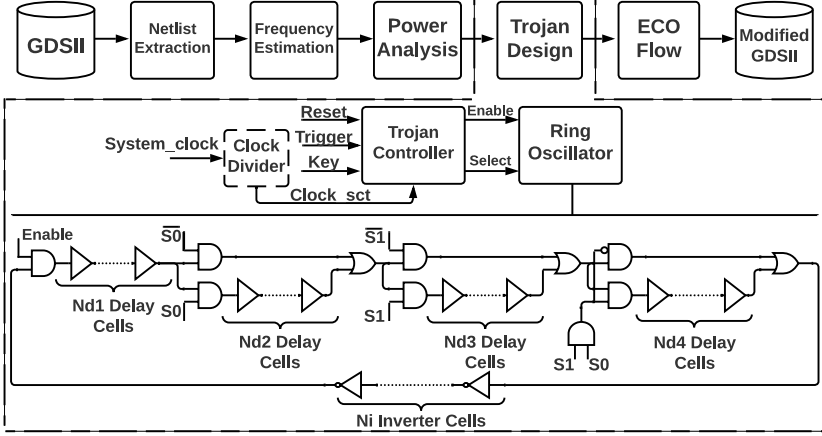 GDSII
Netlist
Extraction
Frequency
Estimation
Power
Analysis
Trojan
Design
ECO
Flow
Modified
GDSII
System_clock
Clock
Divider
Reset
Trigger
Key
Clock_sct
Trojan
Controller
Enable
Select
Ring
Oscillator
Enable
S0
S1
Nd1 Delay
Cells
S0
Nd2 Delay
Cells
S1
Nd3 Delay
Cells
S1 S0
Nd4 Delay
Cells
Ni Inverter Cells